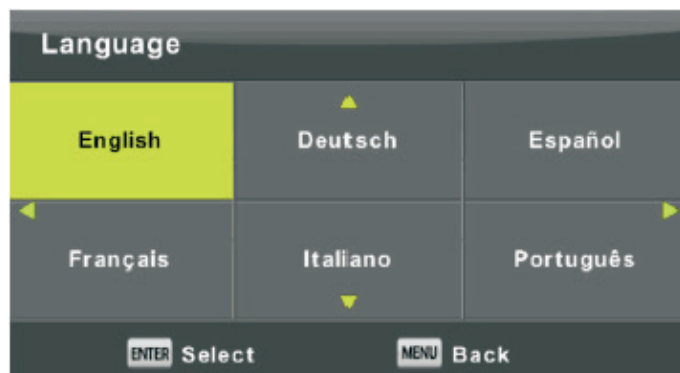 Language
English Deutsch Español
Français Italiano Português
ENTER Select MENU Back